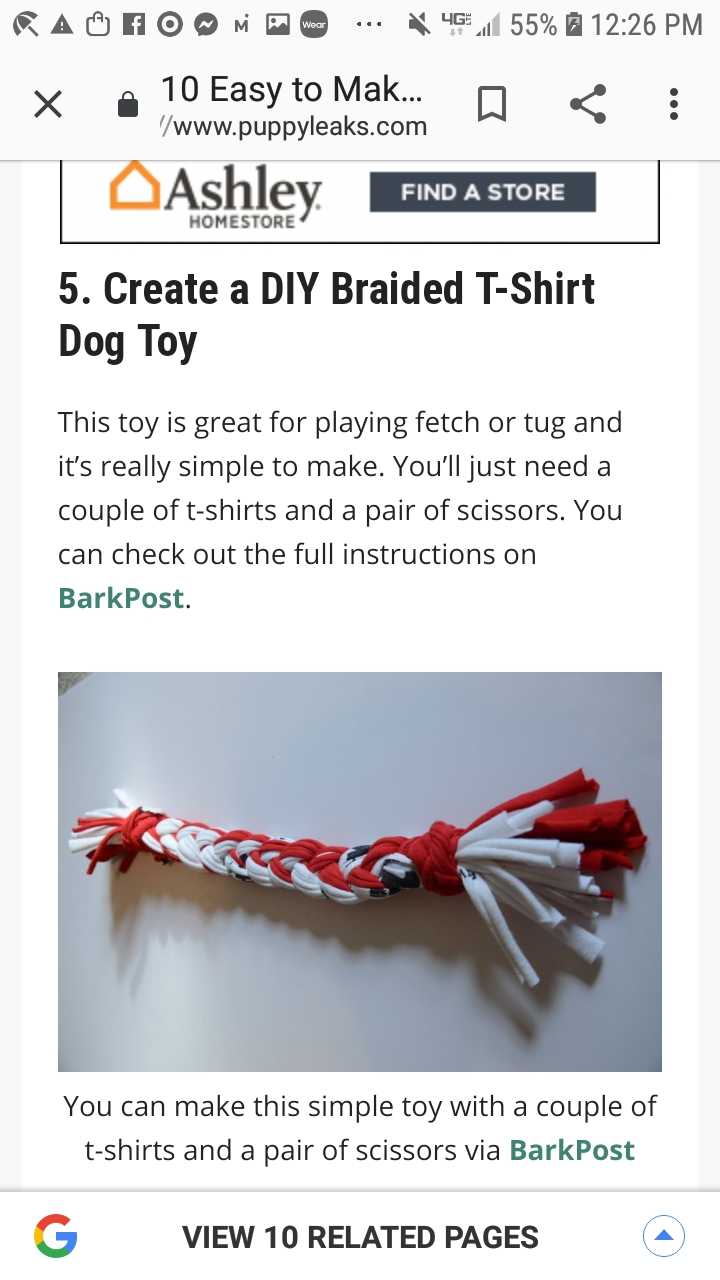 Wear ... 4GE 55% 12:26 PM
10 Easy to Mak...
//www.puppyleaks.com
Ashley FIND A STORE
HOMESTORE
5. Create a DIY Braided T-Shirt
Dog Toy
This toy is great for playing fetch or tug and
it’s really simple to make. You’ll just need a
couple of t-shirts and a pair of scissors. You
can check out the full instructions on
BarkPost.
You can make this simple toy with a couple of
t-shirts and a pair of scissors via BarkPost
VIEW 10 RELATED PAGES